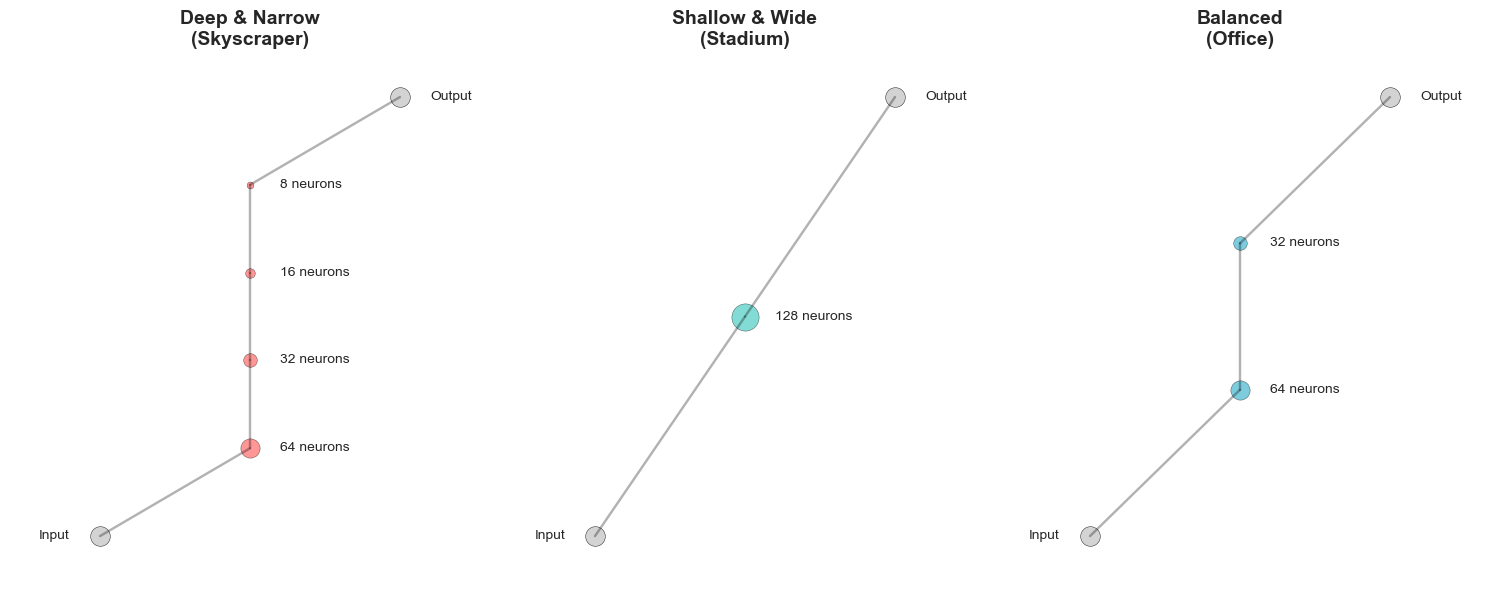 Deep & Narrow
(Skyscraper)
Output
8 neurons
16 neurons
32 neurons
64 neurons
Input
Shallow & Wide
(Stadium)
Output
128 neurons
Input
Balanced
(Office)
Output
32 neurons
64 neurons
Input